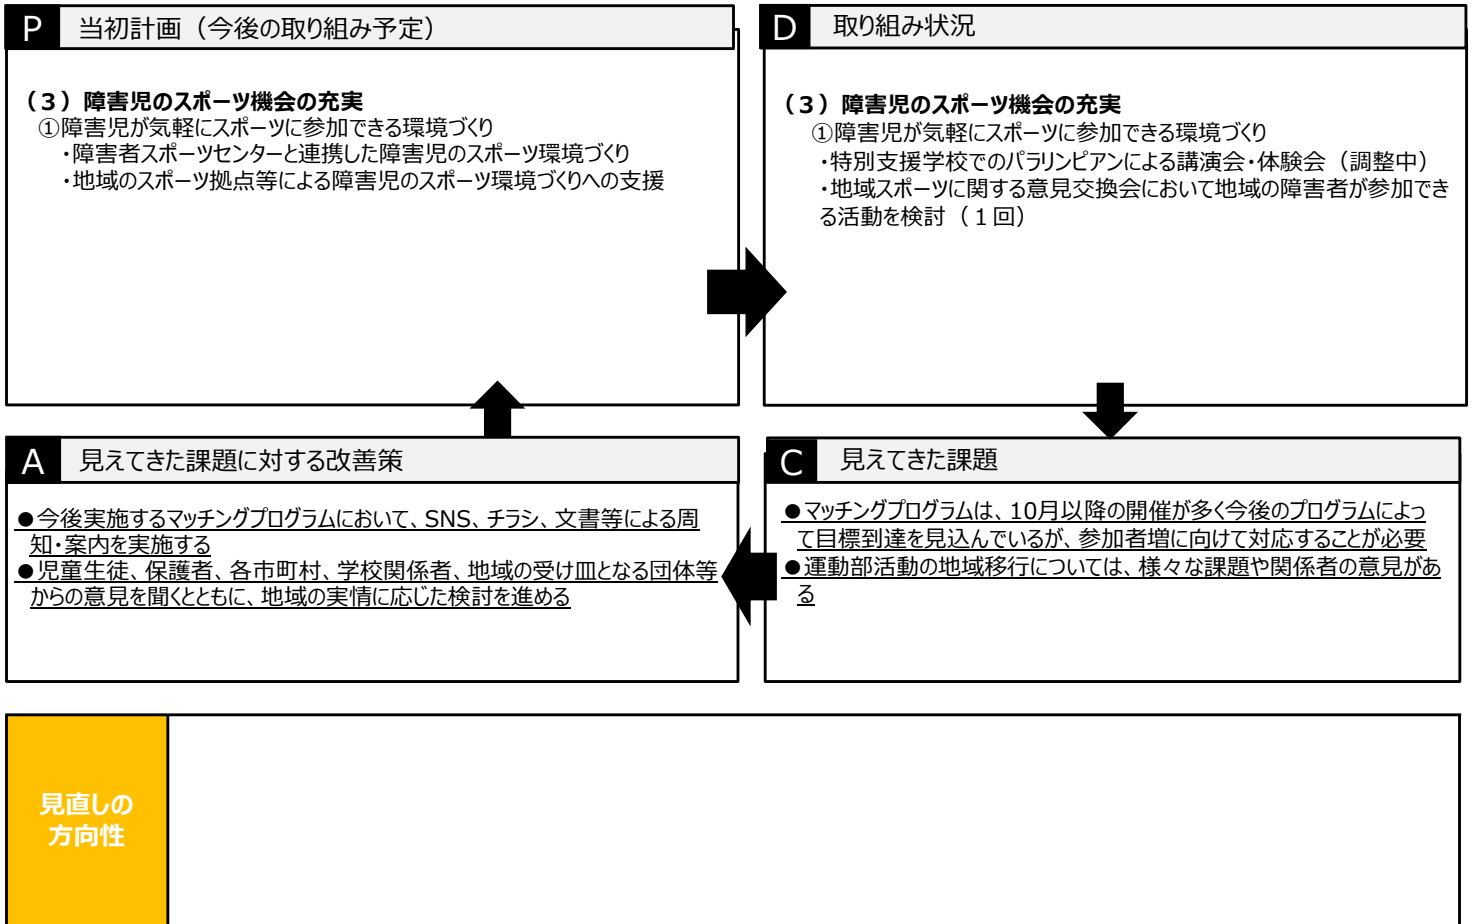 P 当初計画（今後の取り組み予定）
（３）障害児のスポーツ機会の充実
①障害児が気軽にスポーツに参加できる環境づくり
・障害者スポーツセンターと連携した障害児のスポーツ環境づくり
・地域のスポーツ拠点等による障害児のスポーツ環境づくりへの支援
D 取り組み状況
（３）障害児のスポーツ機会の充実
①障害児が気軽にスポーツに参加できる環境づくり
・特別支援学校でのパラリンピアンによる講演会・体験会（調整中）
・地域スポーツに関する意見交換会において地域の障害者が参加でき
る活動を検討（１回）
A 見えてきた課題に対する改善策
●今後実施するマッチングプログラムにおいて、SNS、チラシ、文書等による周
知・案内を実施する
●児童生徒、保護者、各市町村、学校関係者、地域の受け皿となる団体等
からの意見を聞くとともに、地域の実情に応じた検討を進める
C 見えてきた課題
●マッチングプログラムは、10月以降の開催が多く今後のプログラムによっ
て目標到達を見込んでいるが、参加者増に向けて対応することが必要
●運動部活動の地域移行については、様々な課題や関係者の意見があ
る
見直しの
方向性